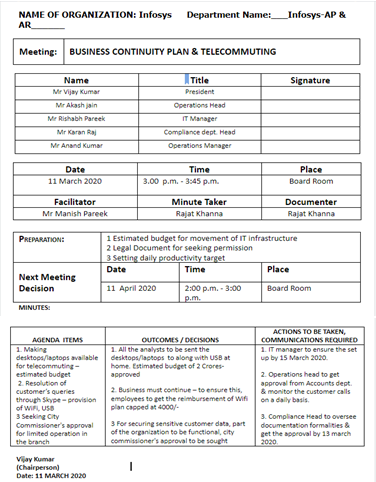 NAME OF ORGANIZATION: Infosys Department Name:___Infosys-AP &
AR______
Meeting: BUSINESS CONTINUITY PLAN & TELECOMMUTING
Name Title Signature
Mr Vijay Kumar President
Mr Akash jain Operations Head
Mr Rishabh Pareek IT Manager
Mr Karan Raj Compliance dept. Head
Mr Anand Kumar Operations Manager
Date Time Place
11 March 2020 3.00 p.m. - 3:45 p.m. Board Room
Facilitator Minute Taker Documenter
Mr Manish Pareek Rajat Khanna Rajat Khanna
PREPARATION: 1 Estimated budget for movement of IT infrastructure
2 Legal Document for seeking permission
3 Setting daily productivity target
Next Meeting
Decision
Date Time Place
11 April 2020 2:00 p.m. - 3:00
p.m. Board Room
MINUTES:
AGENDA ITEMS
1. Making
desktops/laptops available
for telecommuting –
estimated budget
2. Resolution of
customer's queries
through Skype – provision
of WiFi, USB
3 Seeking City
Commissioner's approval
for limited operation in
the branch
OUTCOMES / DECISIONS
1. All the analysts to be sent the
desktop/laptops to along with USB at
home. Estimated budget of 2 Crores-
approved
2. Business must continue – to ensure this,
employees to get the reimbursement of Wifi
plan capped at 4000/-
3 For securing sensitive customer data, part
of the organization to be functional, city
commissioner's approval to be sought
ACTIONS TO BE TAKEN,
COMMUNICATIONS REQUIRED
1. IT manager to ensure the set
up by 15 March 2020.
2. Operations head to get
approval from Accounts dept.
& monitor the customer calls
on a daily basis.
3. Compliance Head to oversee
documentation formalities &
get the approval by 13 march
2020.
Vijay Kumar
(Chairperson)
Date: 11 MARCH 2020